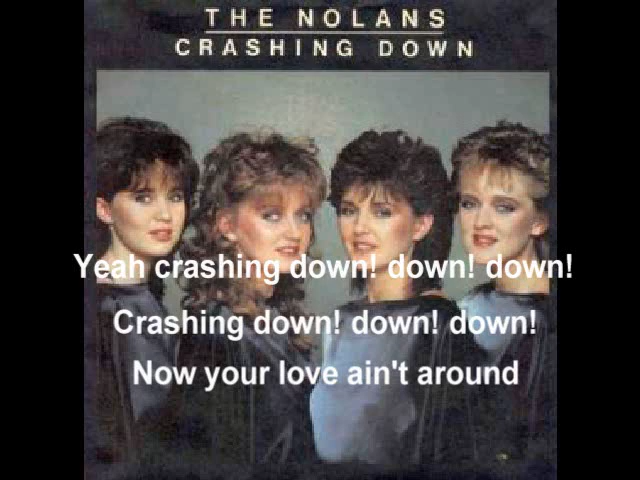 THE NOLANS
CRASHING DOWN
Yeah crashing down! down! down!
Crashing down! down! down!
Now your love ain't around